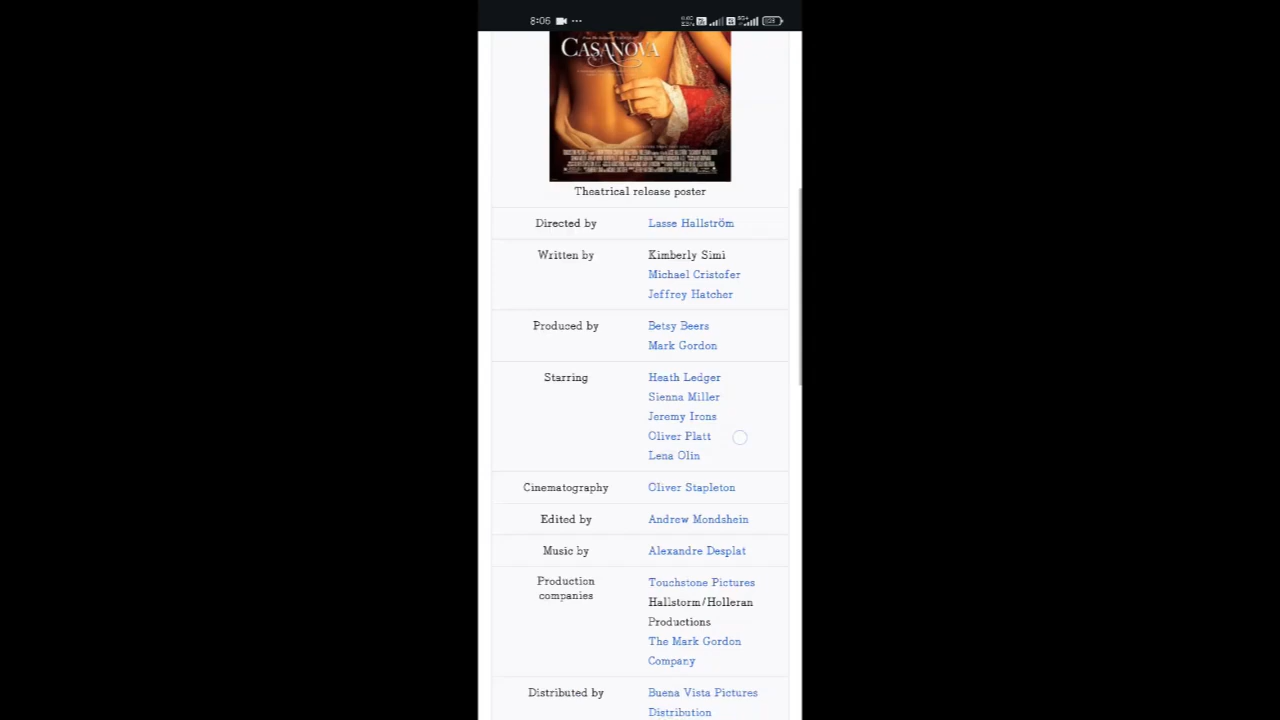 8:06
CASANOVA
Theatrical release poster
Directed by
Lasse Hallström
Written by
Kimberly Simi
Michael Cristofer
Jeffrey Hatcher
Produced by
Betsy Beers
Mark Gordon
Starring
Heath Ledger
Sienna Miller
Jeremy Irons
Oliver Platt
Lena Olin
Cinematography
Oliver Stapleton
Edited by
Andrew Mondshein
Music by
Alexandre Desplat
Production
companies
Touchstone Pictures
Hallstorm/Holleran
Productions
The Mark Gordon
Company
Distributed by
Buena Vista Pictures
Distribution